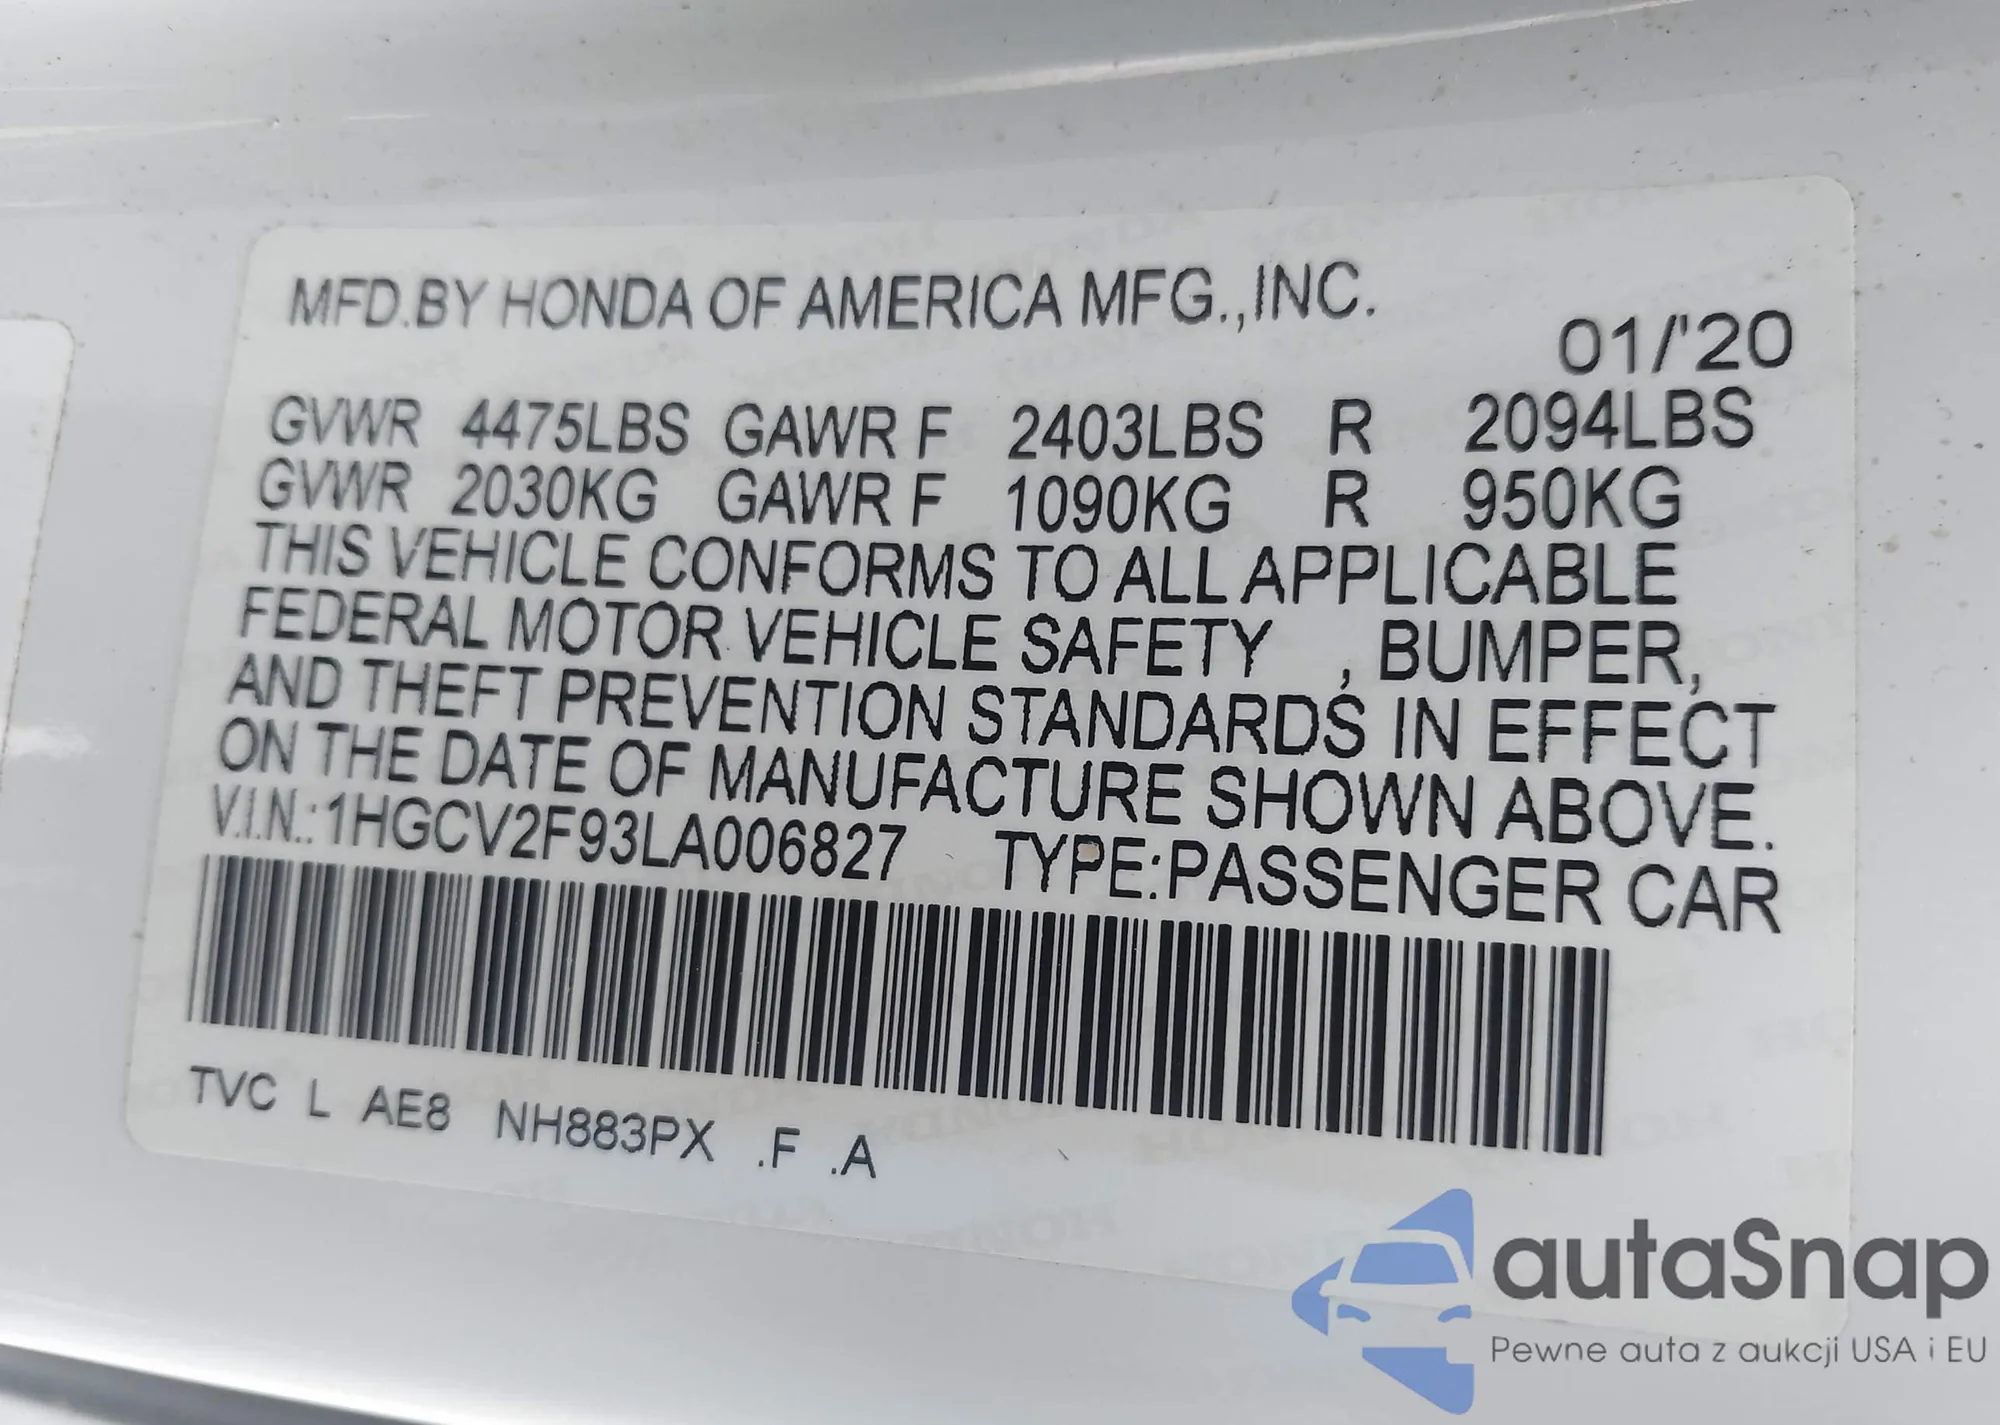 MFD.BY HONDA OF AMERICA MFG.,INC.
01/'20
GVWR 4475LBS GAWR F 2403LBS R 2094LBS
GVWR 2030KG GAWR F 1090KG R 950KG
THIS VEHICLE CONFORMS TO ALL APPLICABLE
FEDERAL MOTOR VEHICLE SAFETY , BUMPER,
AND THEFT PREVENTION STANDARDS IN EFFECT
ON THE DATE OF MANUFACTURE SHOWN ABOVE.
V.I.N.:1HGCV2F93LA006827 TYPE:PASSENGER CAR
TVC L AE8 NH883PX .F .A
autaSnap
Pewne auta z aukcji USA i EU